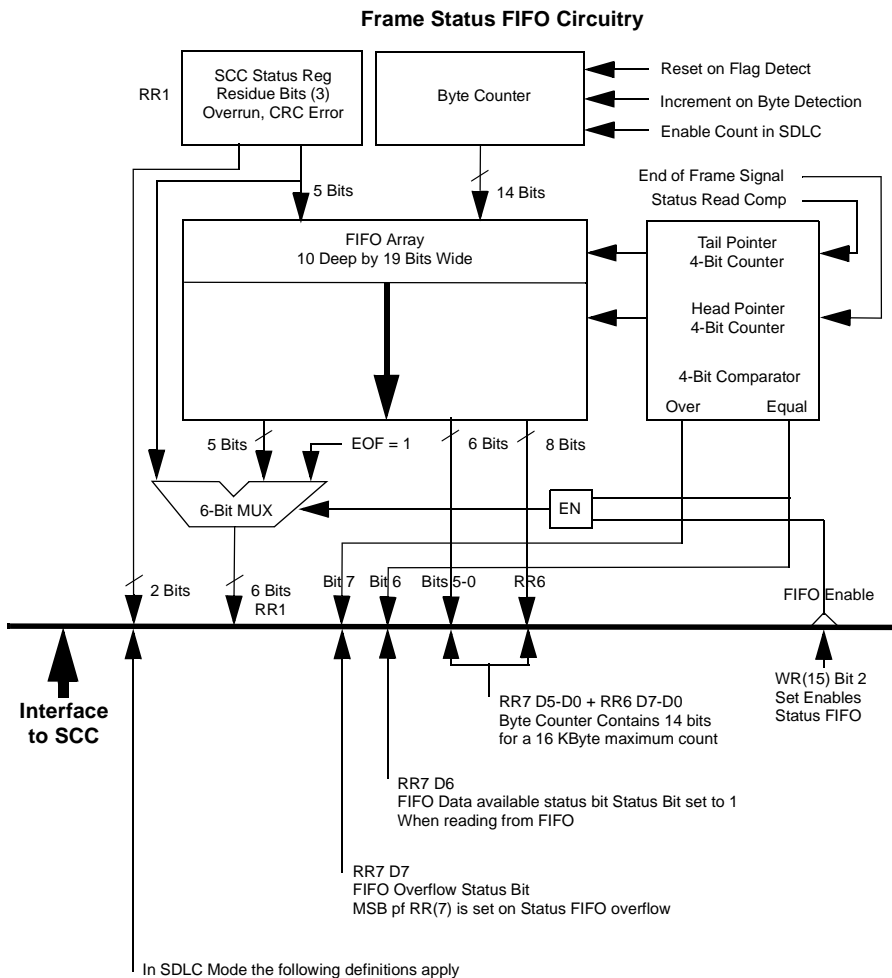 Frame Status FIFO Circuitry
RR1
SCC Status Reg
Residue Bits (3)
Overrun, CRC Error
Byte Counter
Reset on Flag Detect
Increment on Byte Detection
Enable Count in SDLC
5 Bits
14 Bits
End of Frame Signal
Status Read Comp
FIFO Array
10 Deep by 19 Bits Wide
Tail Pointer
4-Bit Counter
Head Pointer
4-Bit Counter
4-Bit Comparator
Over
Equal
5 Bits
EOF = 1
6 Bits
8 Bits
6-Bit MUX
EN
2 Bits
6 Bits
RR1
Bit 7
Bit 6
Bits 5-0
RR6
FIFO Enable
Interface
to SCC
WR(15) Bit 2
Set Enables
Status FIFO
RR7 D5-D0 + RR6 D7-D0
Byte Counter Contains 14 bits
for a 16 KByte maximum count
RR7 D6
FIFO Data available status bit Status Bit set to 1
When reading from FIFO
RR7 D7
FIFO Overflow Status Bit
MSB pf RR(7) is set on Status FIFO overflow
In SDLC Mode the following definitions apply